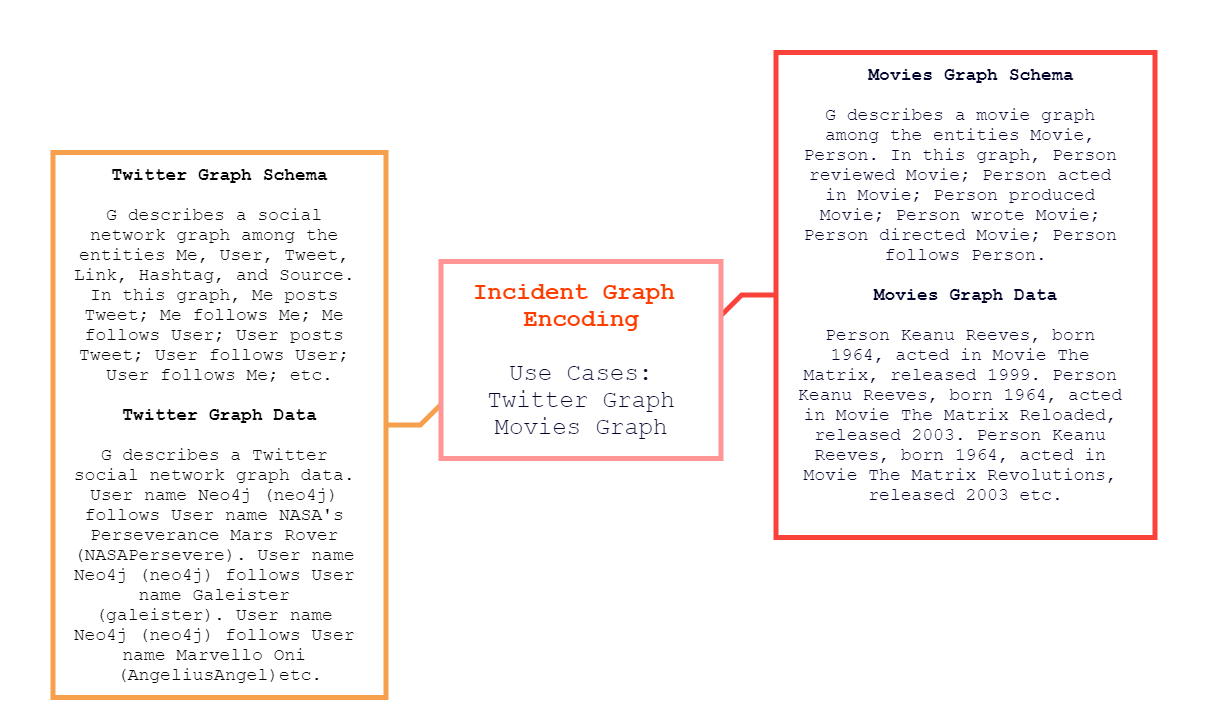 Twitter Graph Schema
G describes a social
network graph among the
entities Me, User, Tweet,
Link, Hashtag, and Source.
In this graph, Me posts
Tweet; Me follows Me; Me
follows User; User posts
Tweet; User follows User;
User follows Me; etc.
Twitter Graph Data
G describes a Twitter
social network graph data.
User name Neo4j (neo4j)
follows User name NASA's
Perseverance Mars Rover
(NASAPersevere). User name
Neo4j (neo4j) follows User
name Galeister
(galeister). User name
Neo4j (neo4j) follows User
name Marvello Oni
(AngeliusAngel)etc.
Incident Graph
Encoding
Use Cases:
Twitter Graph
Movies Graph
Movies Graph Schema
G describes a movie graph
among the entities Movie,
Person. In this graph, Person
reviewed Movie; Person acted
in Movie; Person produced
Movie; Person wrote Movie;
Person directed Movie; Person
follows Person.
Movies Graph Data
Person Keanu Reeves, born
1964, acted in Movie The
Matrix, released 1999. Person
Keanu Reeves, born 1964, acted
in Movie The Matrix Reloaded,
released 2003. Person Keanu
Reeves, born 1964, acted in
Movie The Matrix Revolutions,
released 2003 etc.